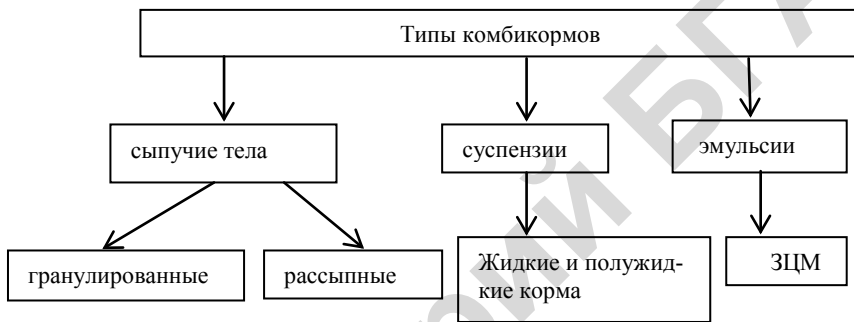 Типы комбикормов
сыпучие тела
суспензии
эмульсии
гранулированные
рассыпные
Жидкие и полужид-
кие корма
ЗЦМ